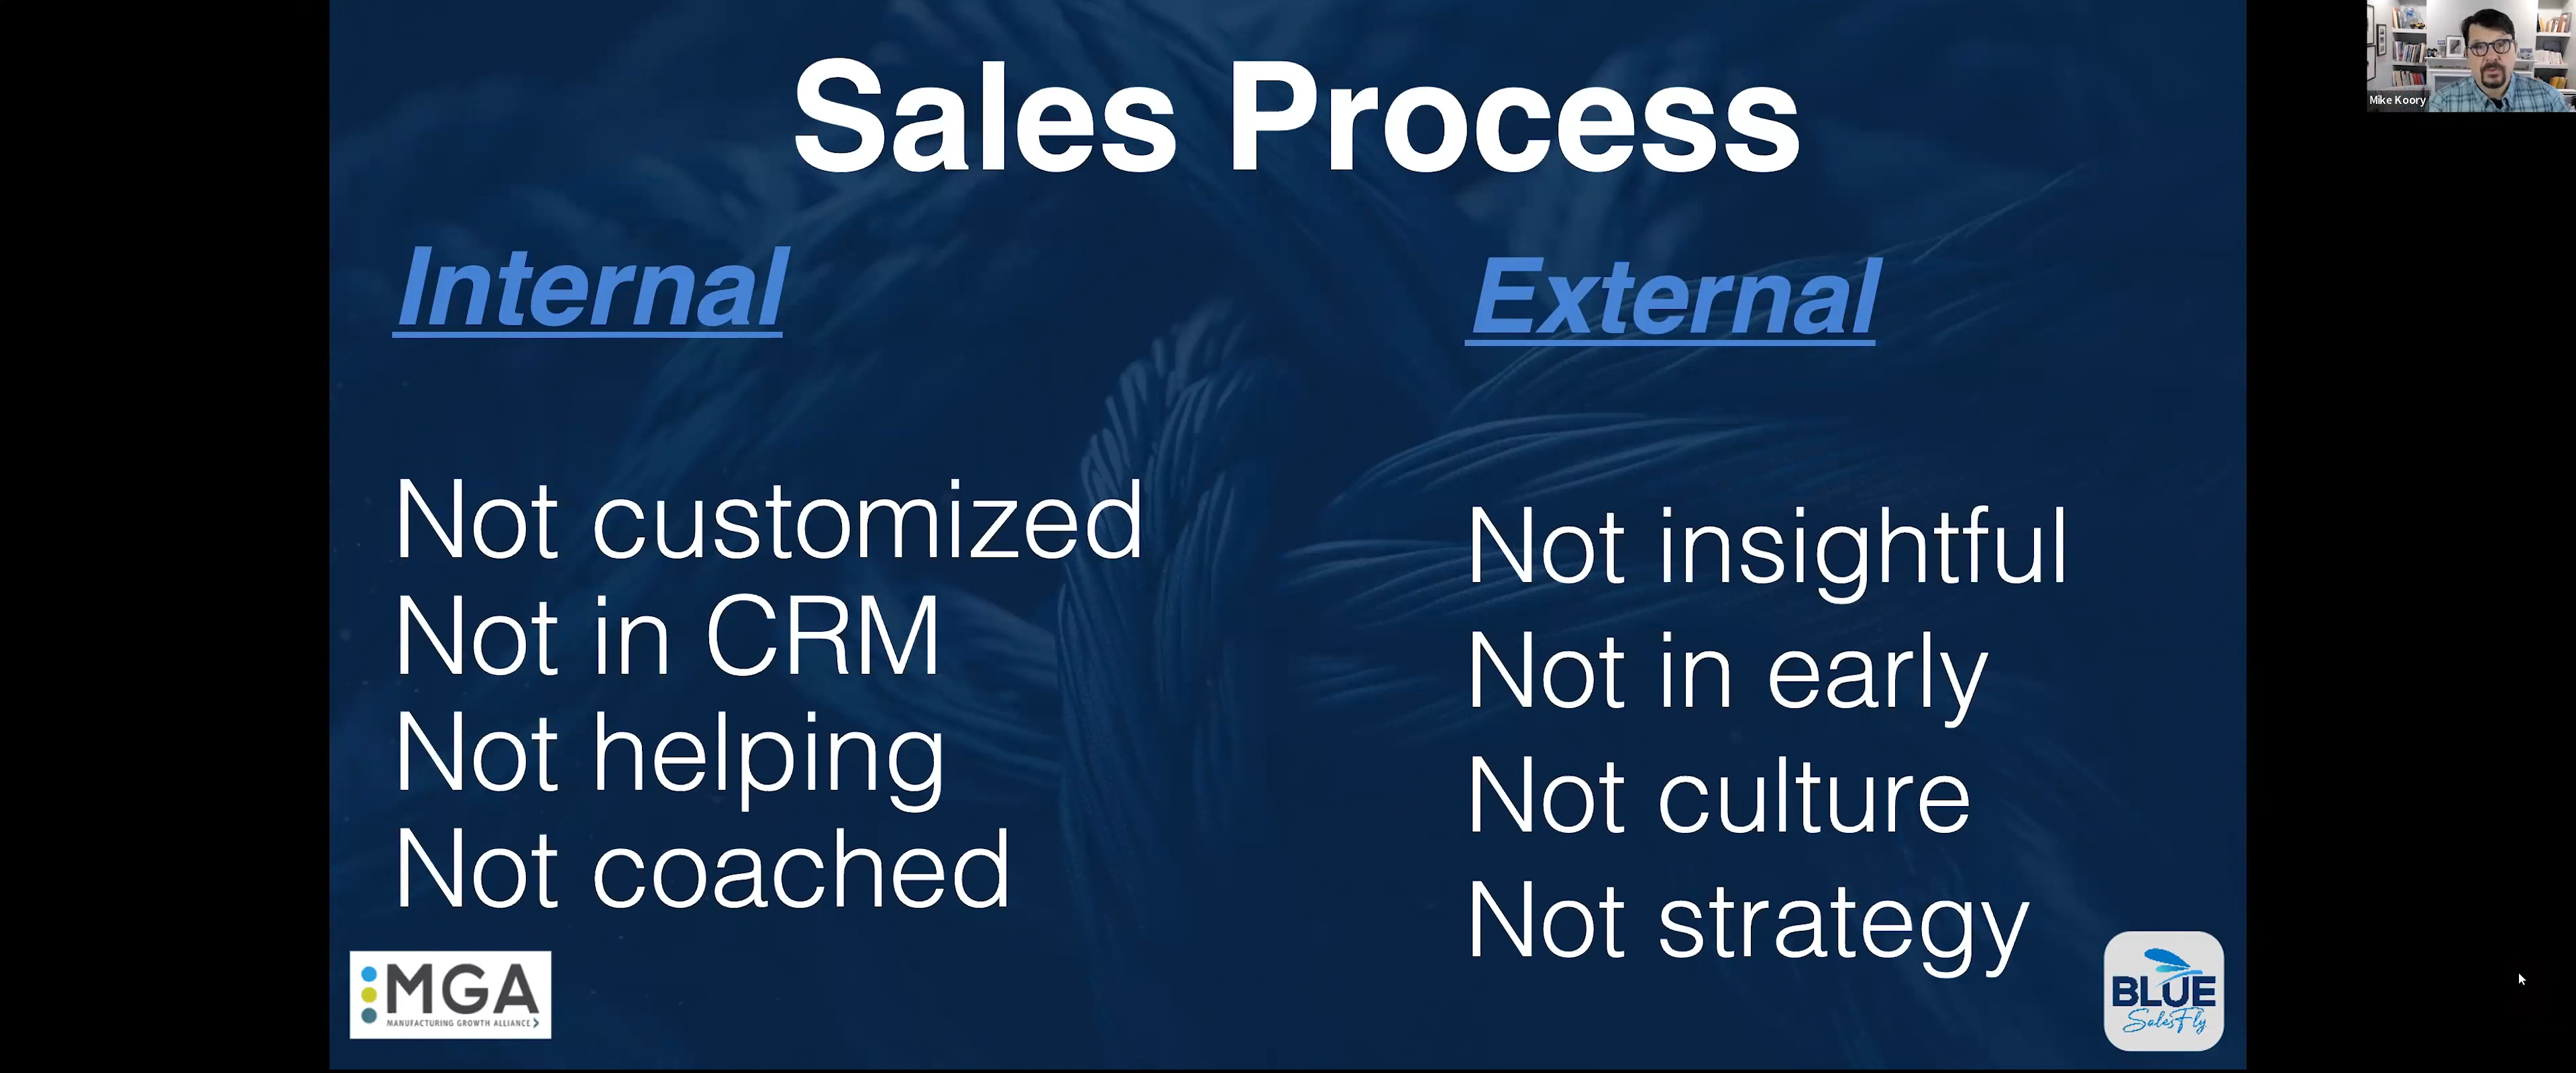 Sales Process
Internal
Not customized
Not in CRM
Not helping
Not coached
External
Not insightful
Not in early
Not culture
Not strategy
MGA
MANUFACTURING GROWTH ALLIANCE
BLUE
SalesFly
Mike Koory